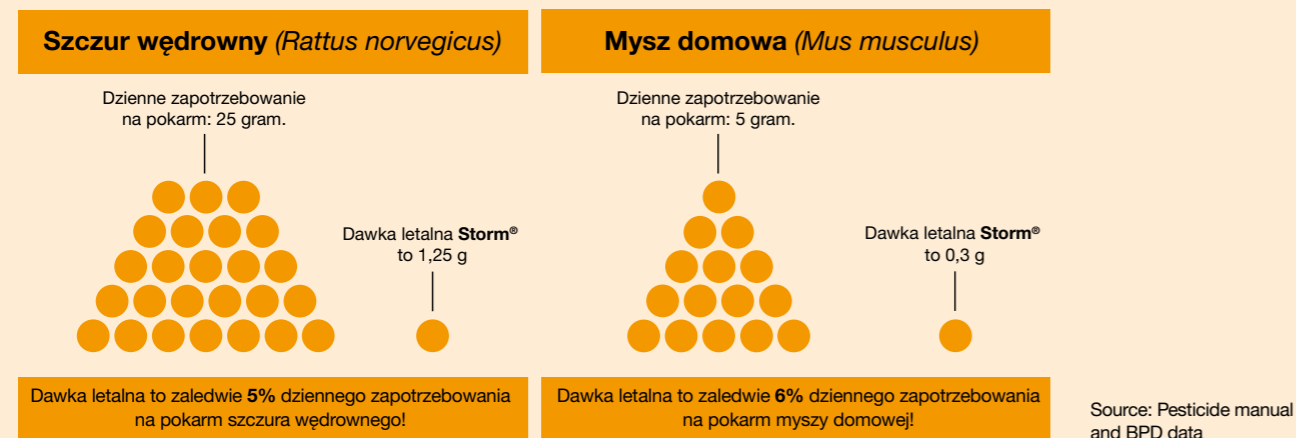 Szczur wędrowny (Rattus norvegicus)
Dzienne zapotrzebowanie
na pokarm: 25 gram.
Dawka letalna Storm®
to 1,25 g
Dawka letalna to zaledwie 5% dziennego zapotrzebowania
na pokarm szczura wędrownego!
Mysz domowa (Mus musculus)
Dzienne zapotrzebowanie
na pokarm: 5 gram.
Dawka letalna Storm®
to 0,3 g
Dawka letalna to zaledwie 6% dziennego zapotrzebowania
na pokarm myszy domowej!
Source: Pesticide manual
and BPD data